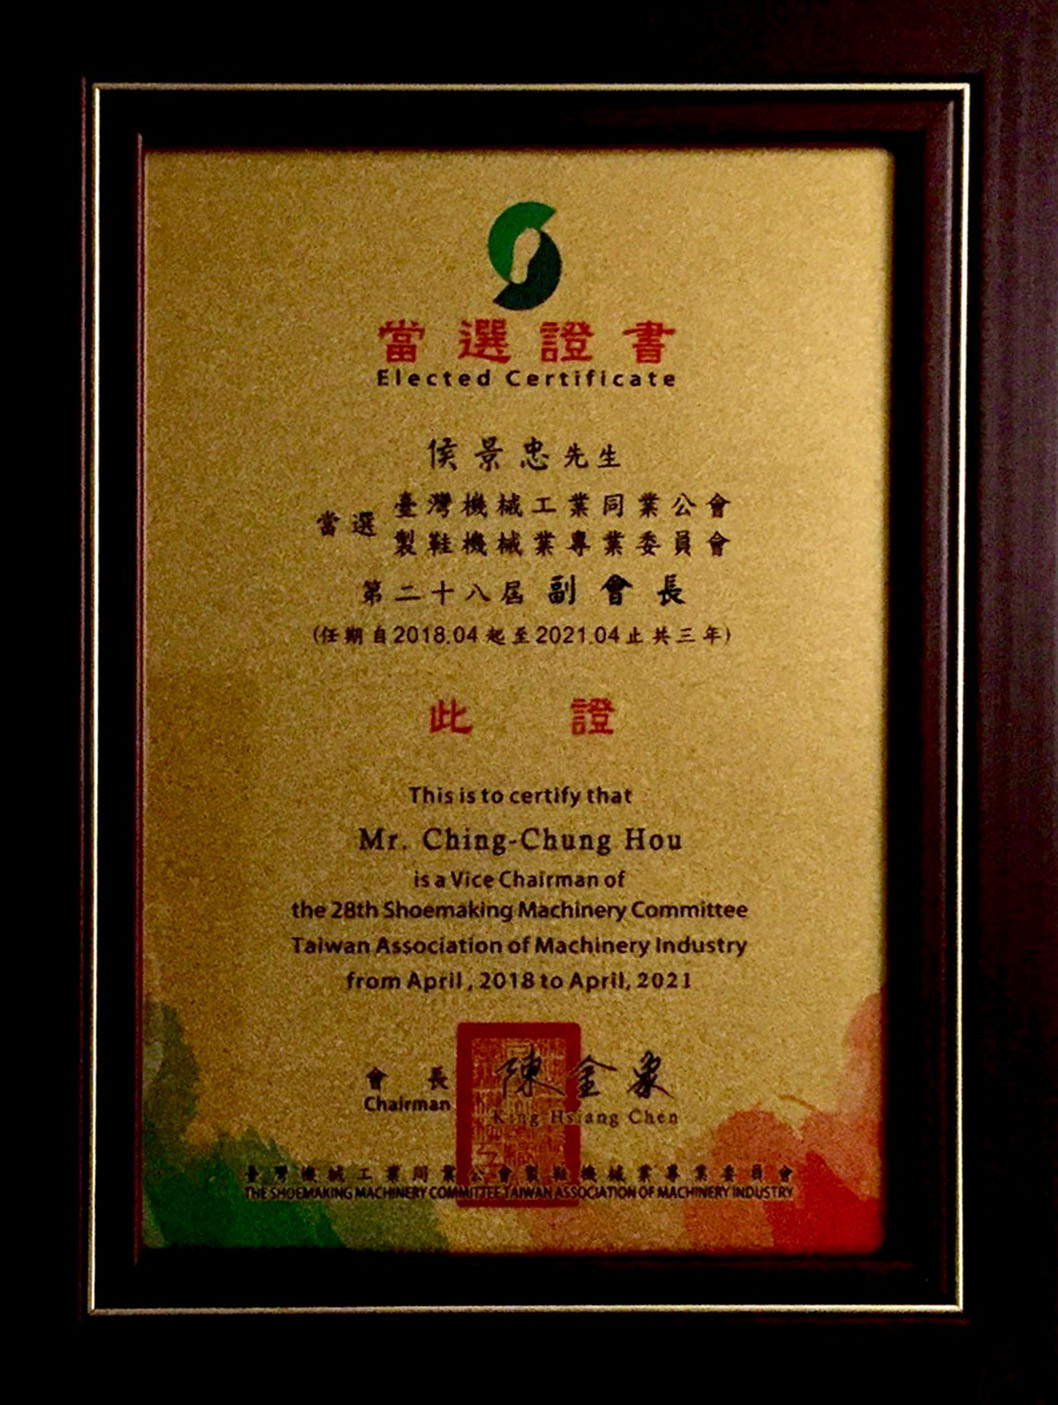 當選證書
Elected Certificate
侯景忠先生
當選 臺灣機械工業同業公會
製鞋機械業專業委員會
第二十八屆 副會長
(任期自2018.04起至2021.04止共三年)
此 證
This is to certify that
Mr. Ching-Chung Hou
is a Vice Chairman of
the 28th Shoemaking Machinery Committee
Taiwan Association of Machinery Industry
from April , 2018 to April, 2021
會 長 陳金象
Chairman King Hsiang Chen
臺灣機械工業同業公會製鞋機械業專業委員會
THE SHOEMAKING MACHINERY COMMITTEE TAIWAN ASSOCIATION OF MACHINERY INDUSTRY